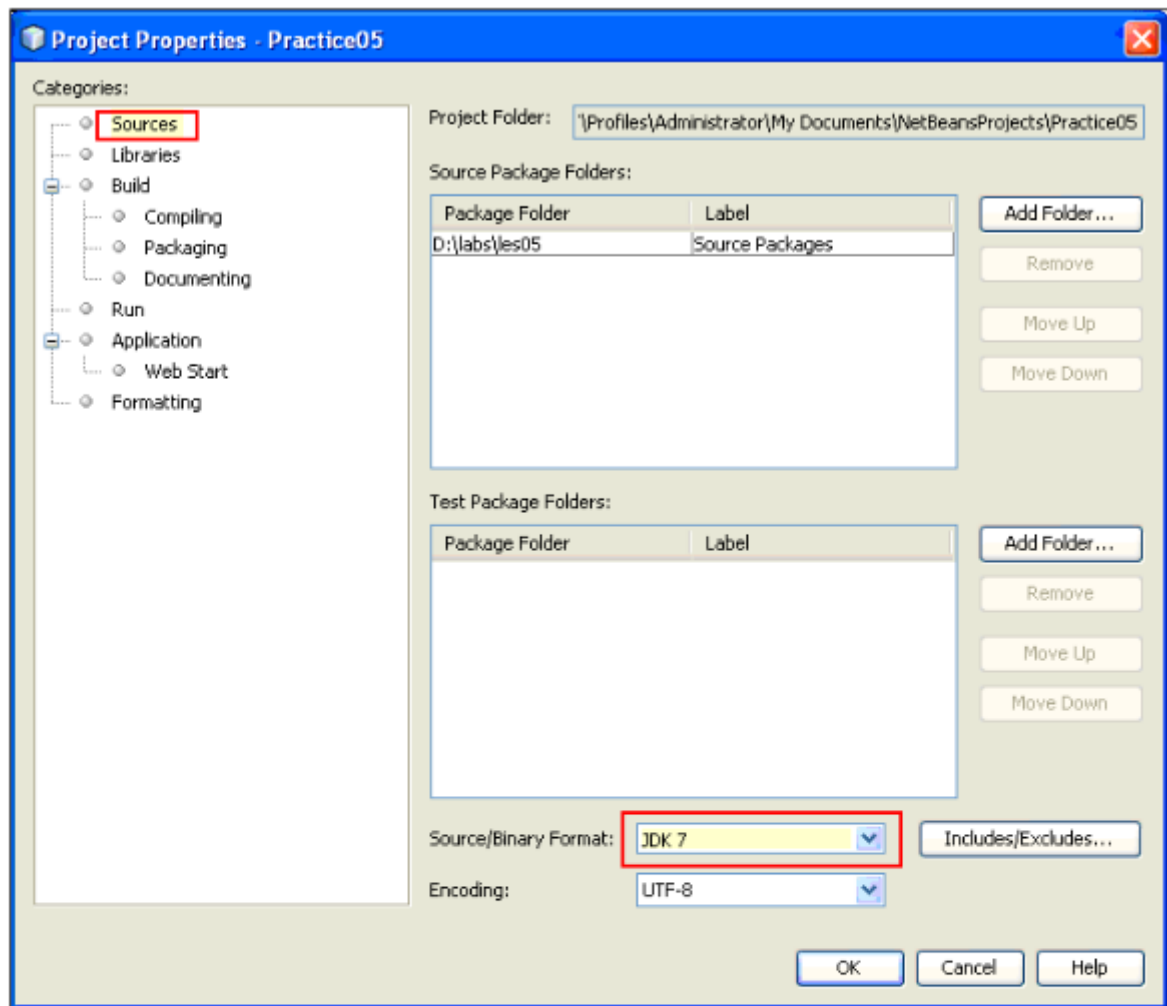 Project Properties - Practice05
Categories:
Sources
Libraries
Build
Compiling
Packaging
Documenting
Run
Application
Web Start
Formatting
Project Folder: '\Profiles\Administrator\My Documents\NetBeansProjects\Practice05
Source Package Folders:
Package Folder Label
D:\labs\les05 Source Packages
Add Folder...
Remove
Move Up
Move Down
Test Package Folders:
Package Folder Label
Add Folder...
Remove
Move Up
Move Down
Source/Binary Format: JDK 7 Includes/Excludes...
Encoding: UTF-8
OK Cancel Help